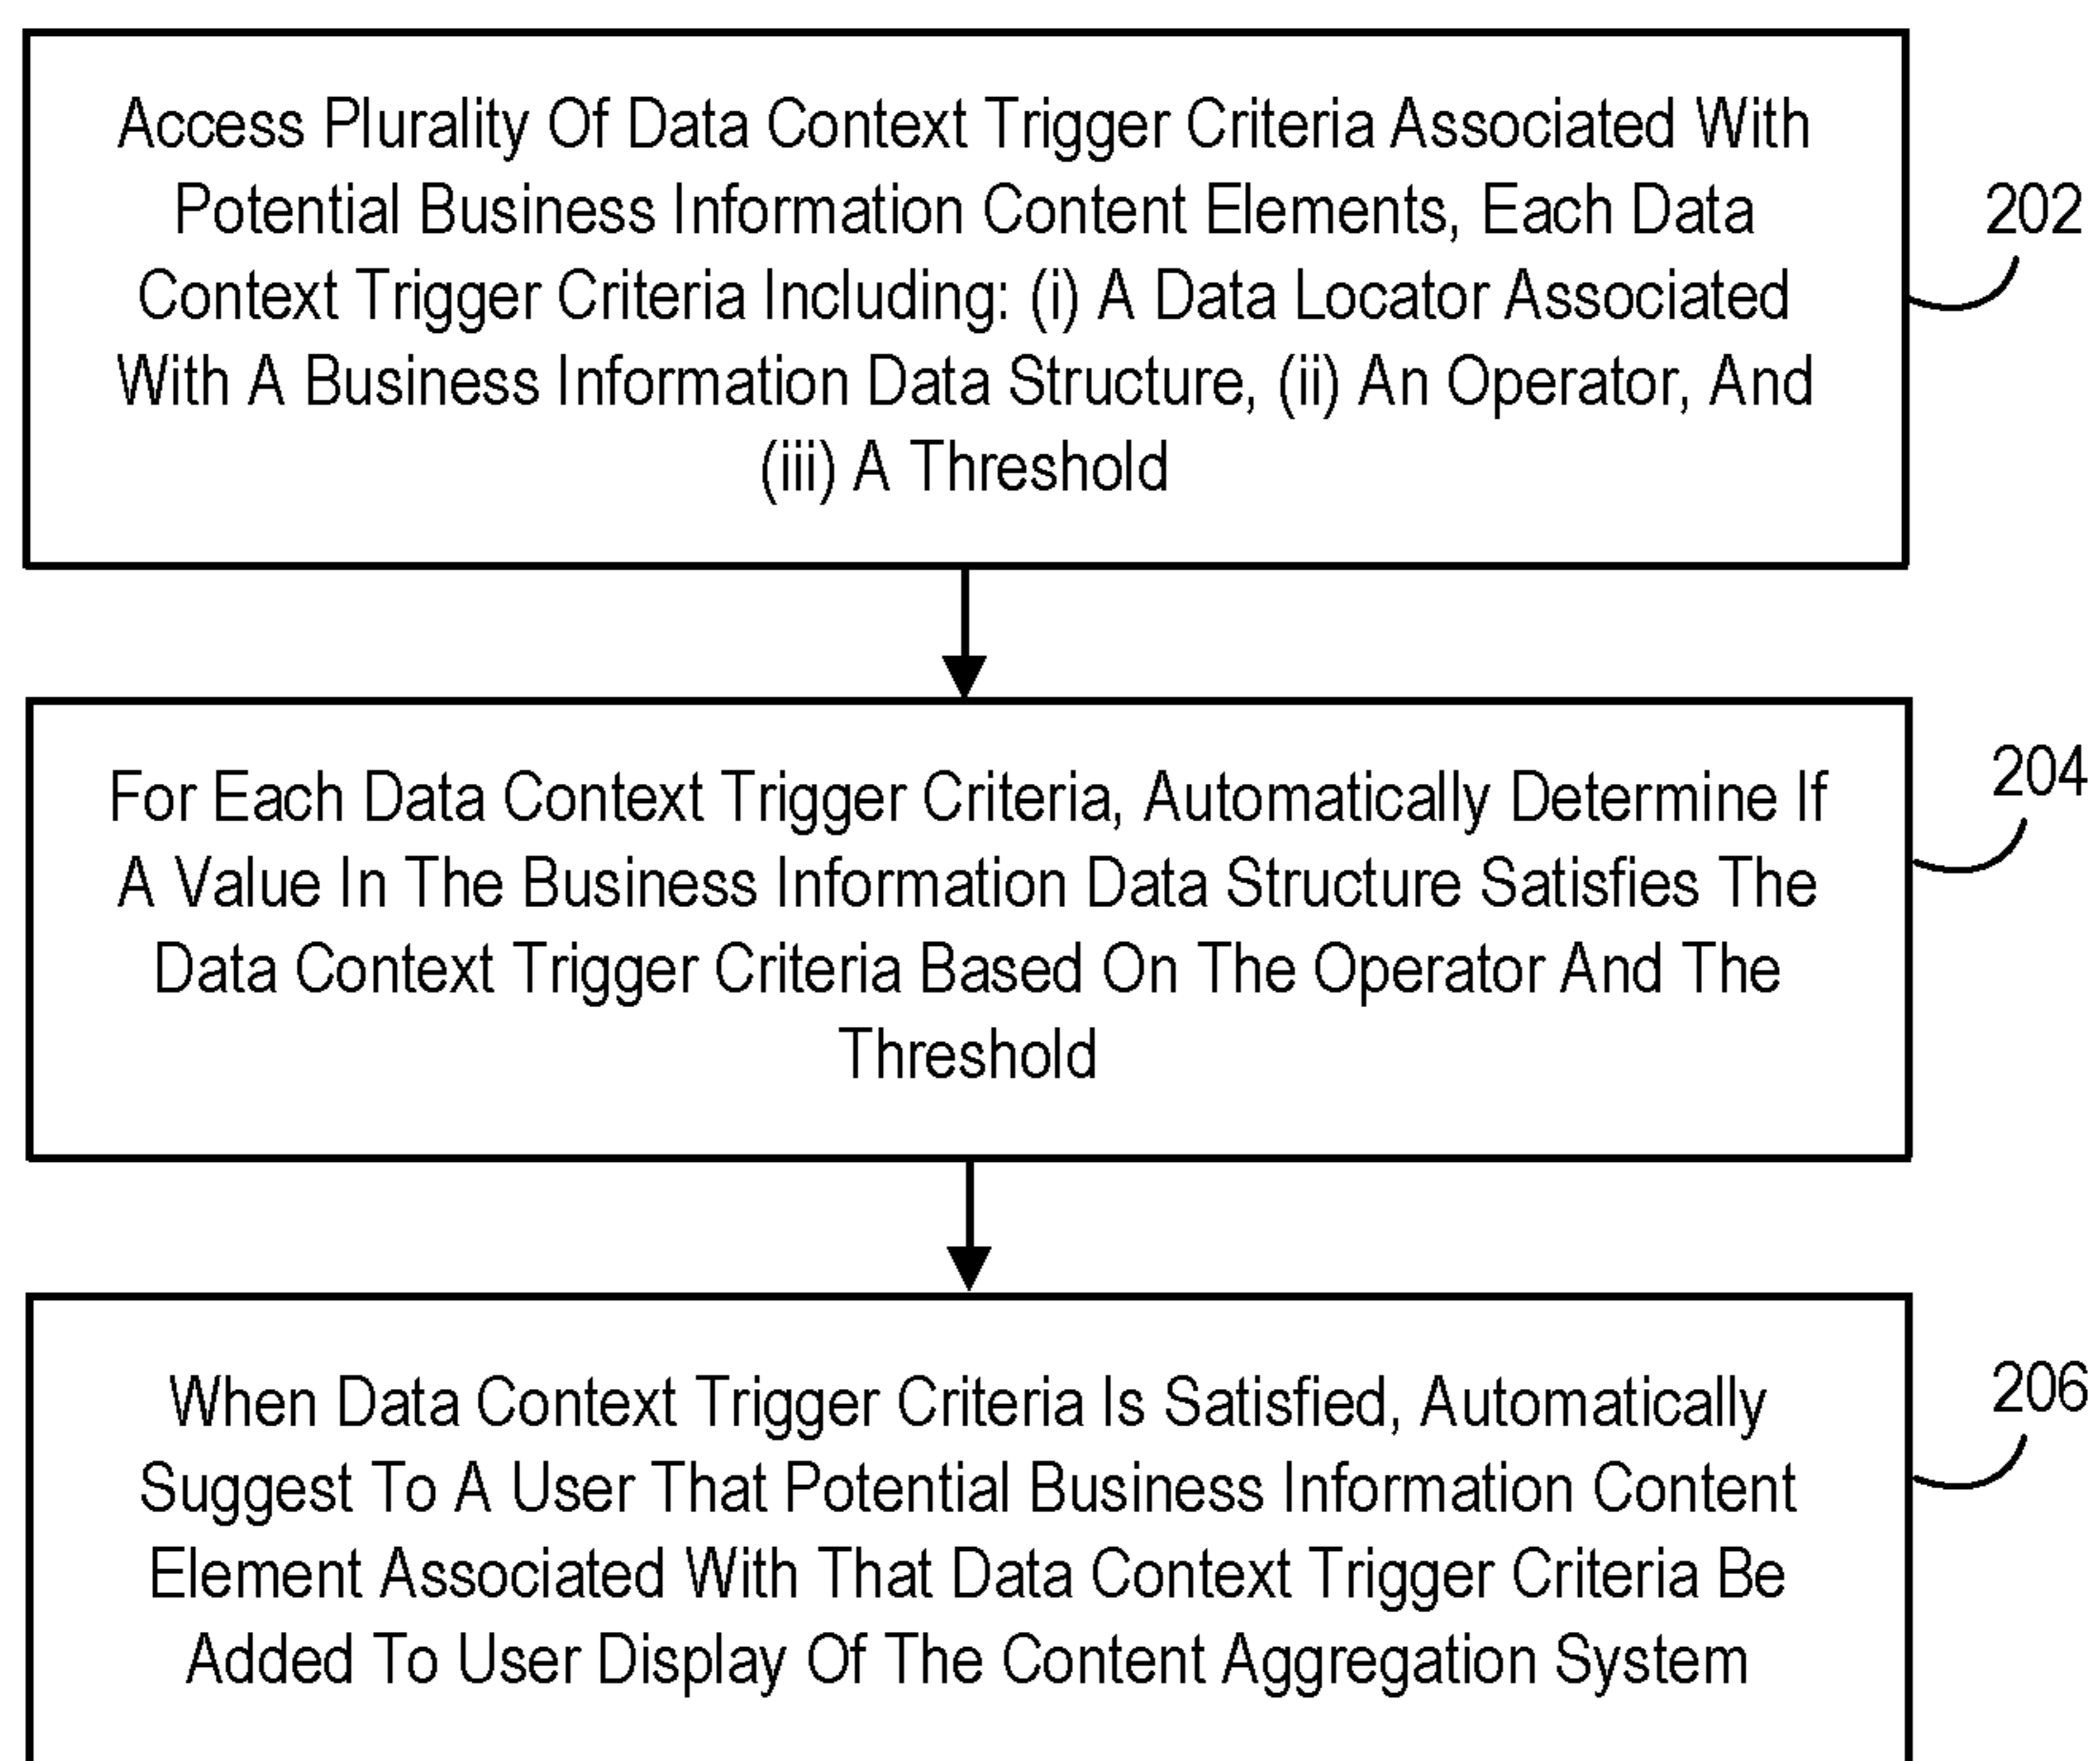 Access Plurality Of Data Context Trigger Criteria Associated With
Potential Business Information Content Elements, Each Data
Context Trigger Criteria Including: (i) A Data Locator Associated
With A Business Information Data Structure, (ii) An Operator, And
(iii) A Threshold
202
For Each Data Context Trigger Criteria, Automatically Determine If
A Value In The Business Information Data Structure Satisfies The
Data Context Trigger Criteria Based On The Operator And The
Threshold
204
When Data Context Trigger Criteria Is Satisfied, Automatically
Suggest To A User That Potential Business Information Content
Element Associated With That Data Context Trigger Criteria Be
Added To User Display Of The Content Aggregation System
206